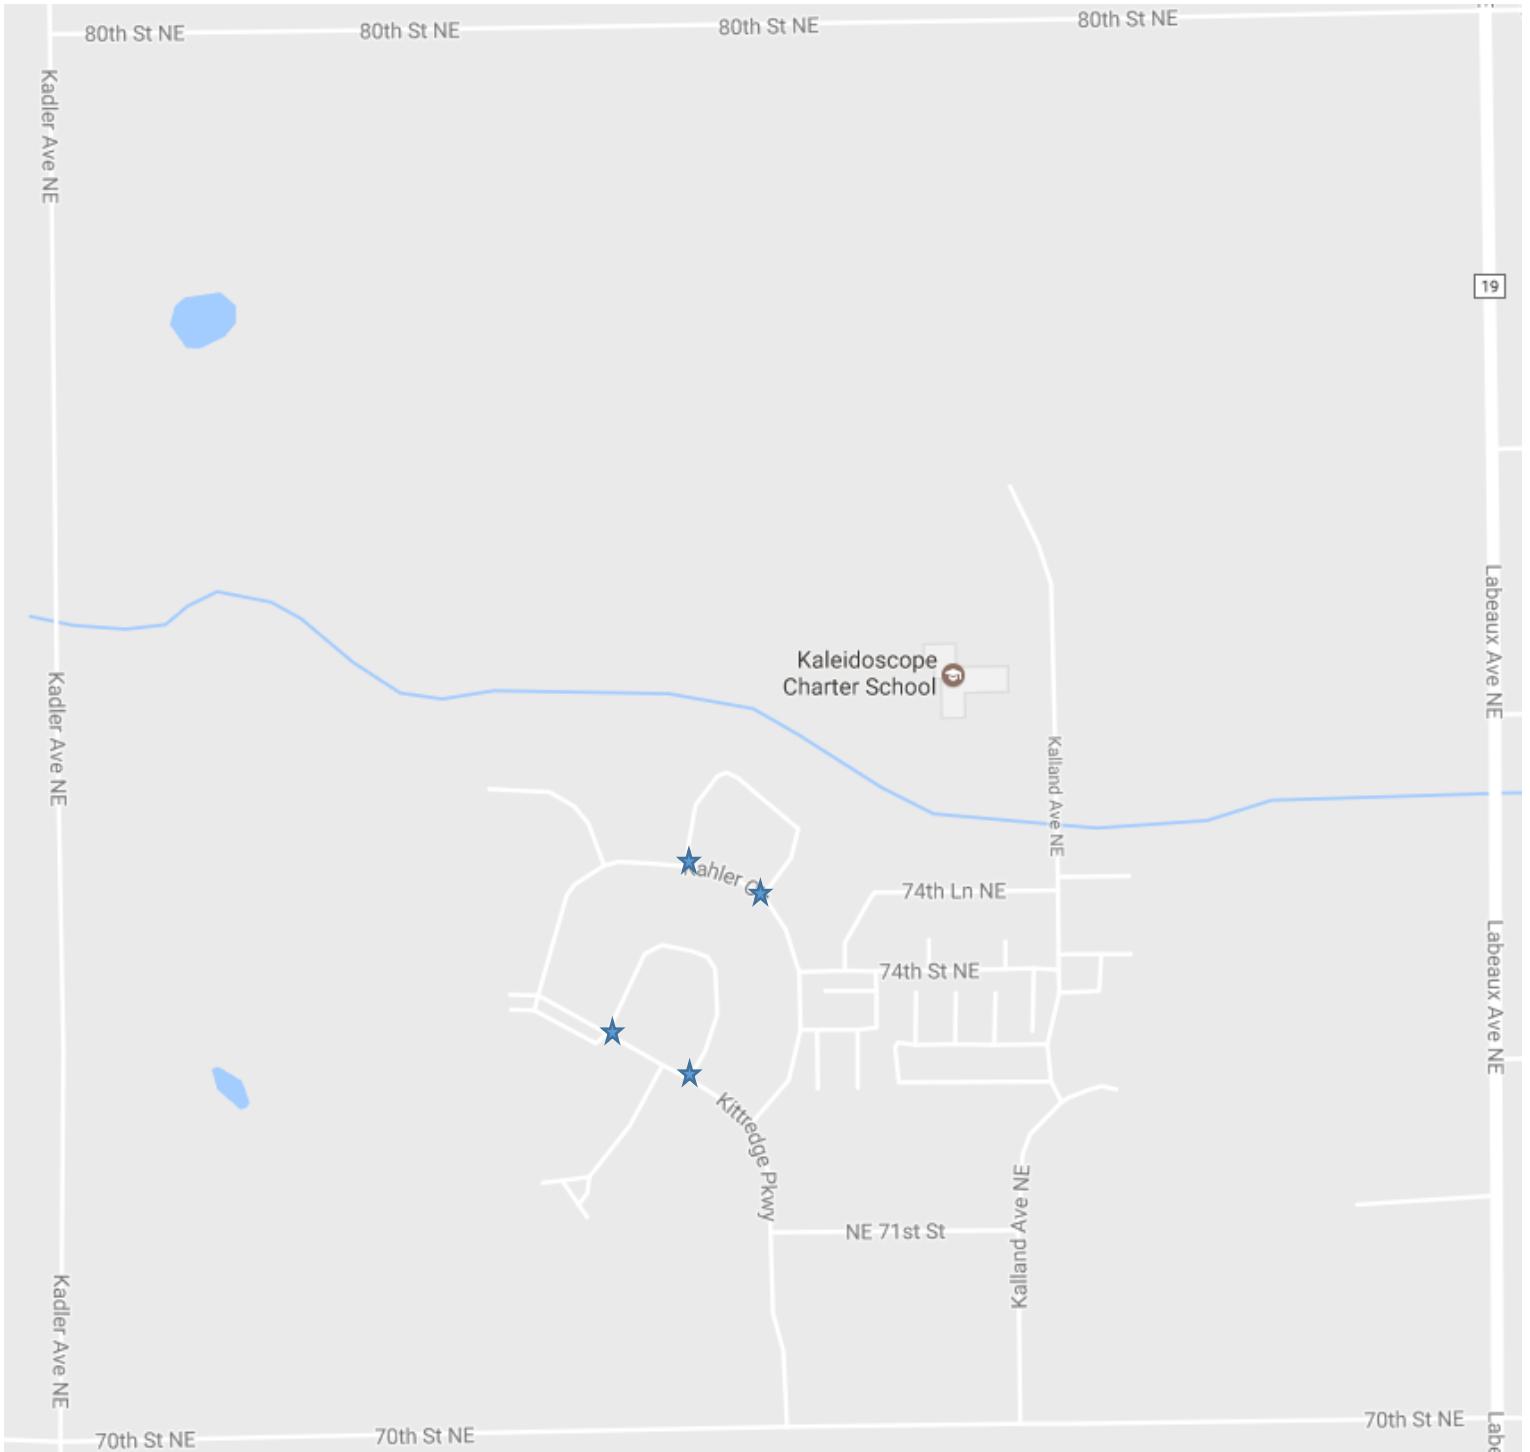 80th St NE
80th St NE
80th St NE
80th St NE
Kadler Ave NE
19
Labeaux Ave NE
Kaleidoscope
Charter School
Kadler Ave NE
Kalland Ave NE
Kahler
74th Ln NE
74th St NE
Labeaux Ave NE
Kittredge Pkwy
NE 71st St
Kalland Ave NE
Kadler Ave NE
70th St NE
70th St NE
70th St NE
Labe